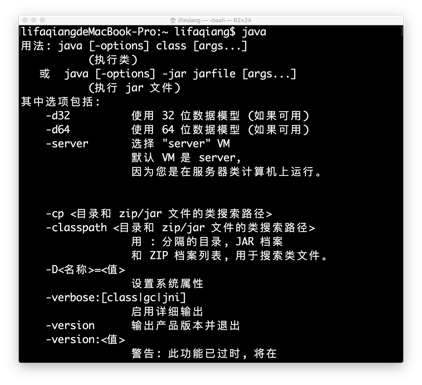 lifaqiang — -bash — 62×24
lifaqiangdeMacBook-Pro:~ lifaqiang$ java
用法: java [-options] class [args...]
(执行类)
或 java [-options] -jar jarfile [args...]
(执行 jar 文件)
其中选项包括:
-d32 使用 32 位数据模型 (如果可用)
-d64 使用 64 位数据模型 (如果可用)
-server 选择 "server" VM
默认 VM 是 server,
因为您是在服务器类计算机上运行。
-cp <目录和 zip/jar 文件的类搜索路径>
-classpath <目录和 zip/jar 文件的类搜索路径>
用 : 分隔的目录, JAR 档案
和 ZIP 档案列表, 用于搜索类文件。
-D<名称>=<值>
设置系统属性
-verbose:[class|gc|jni]
启用详细输出
-version 输出产品版本并退出
-version:<值>
警告: 此功能已过时, 将在